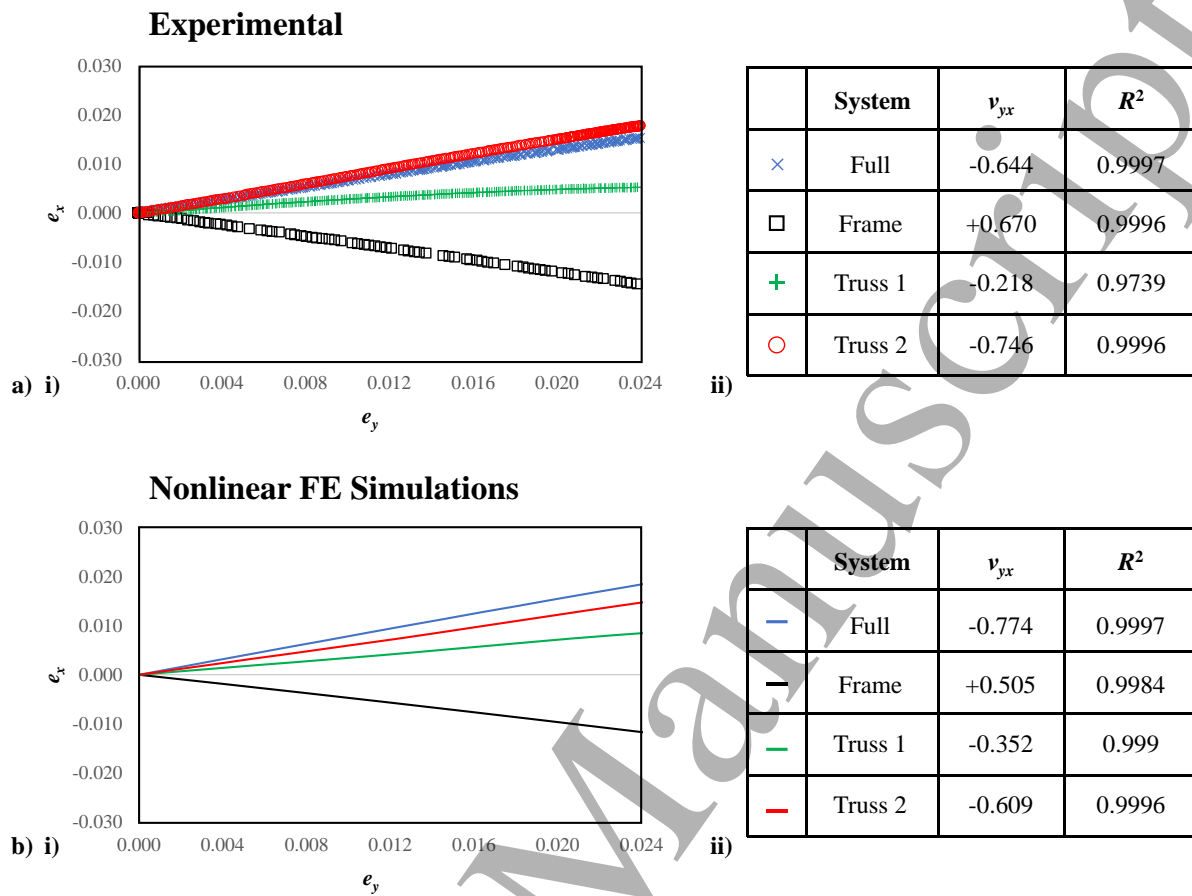 Experimental
0.030
0.020
0.010
0.000
-0.010
-0.020
-0.030
e_x
0.000 0.004 0.008 0.012 0.016 0.020 0.024
e_y
a) i)
System ν_yx R²
× Full -0.644 0.9997
□ Frame +0.670 0.9996
+ Truss 1 -0.218 0.9739
○ Truss 2 -0.746 0.9996
ii)
Nonlinear FE Simulations
0.030
0.020
0.010
0.000
-0.010
-0.020
-0.030
e_x
0.000 0.004 0.008 0.012 0.016 0.020 0.024
e_y
b) i)
System ν_yx R²
Full -0.774 0.9997
Frame +0.505 0.9984
Truss 1 -0.352 0.999
Truss 2 -0.609 0.9996
ii)
Manuscript